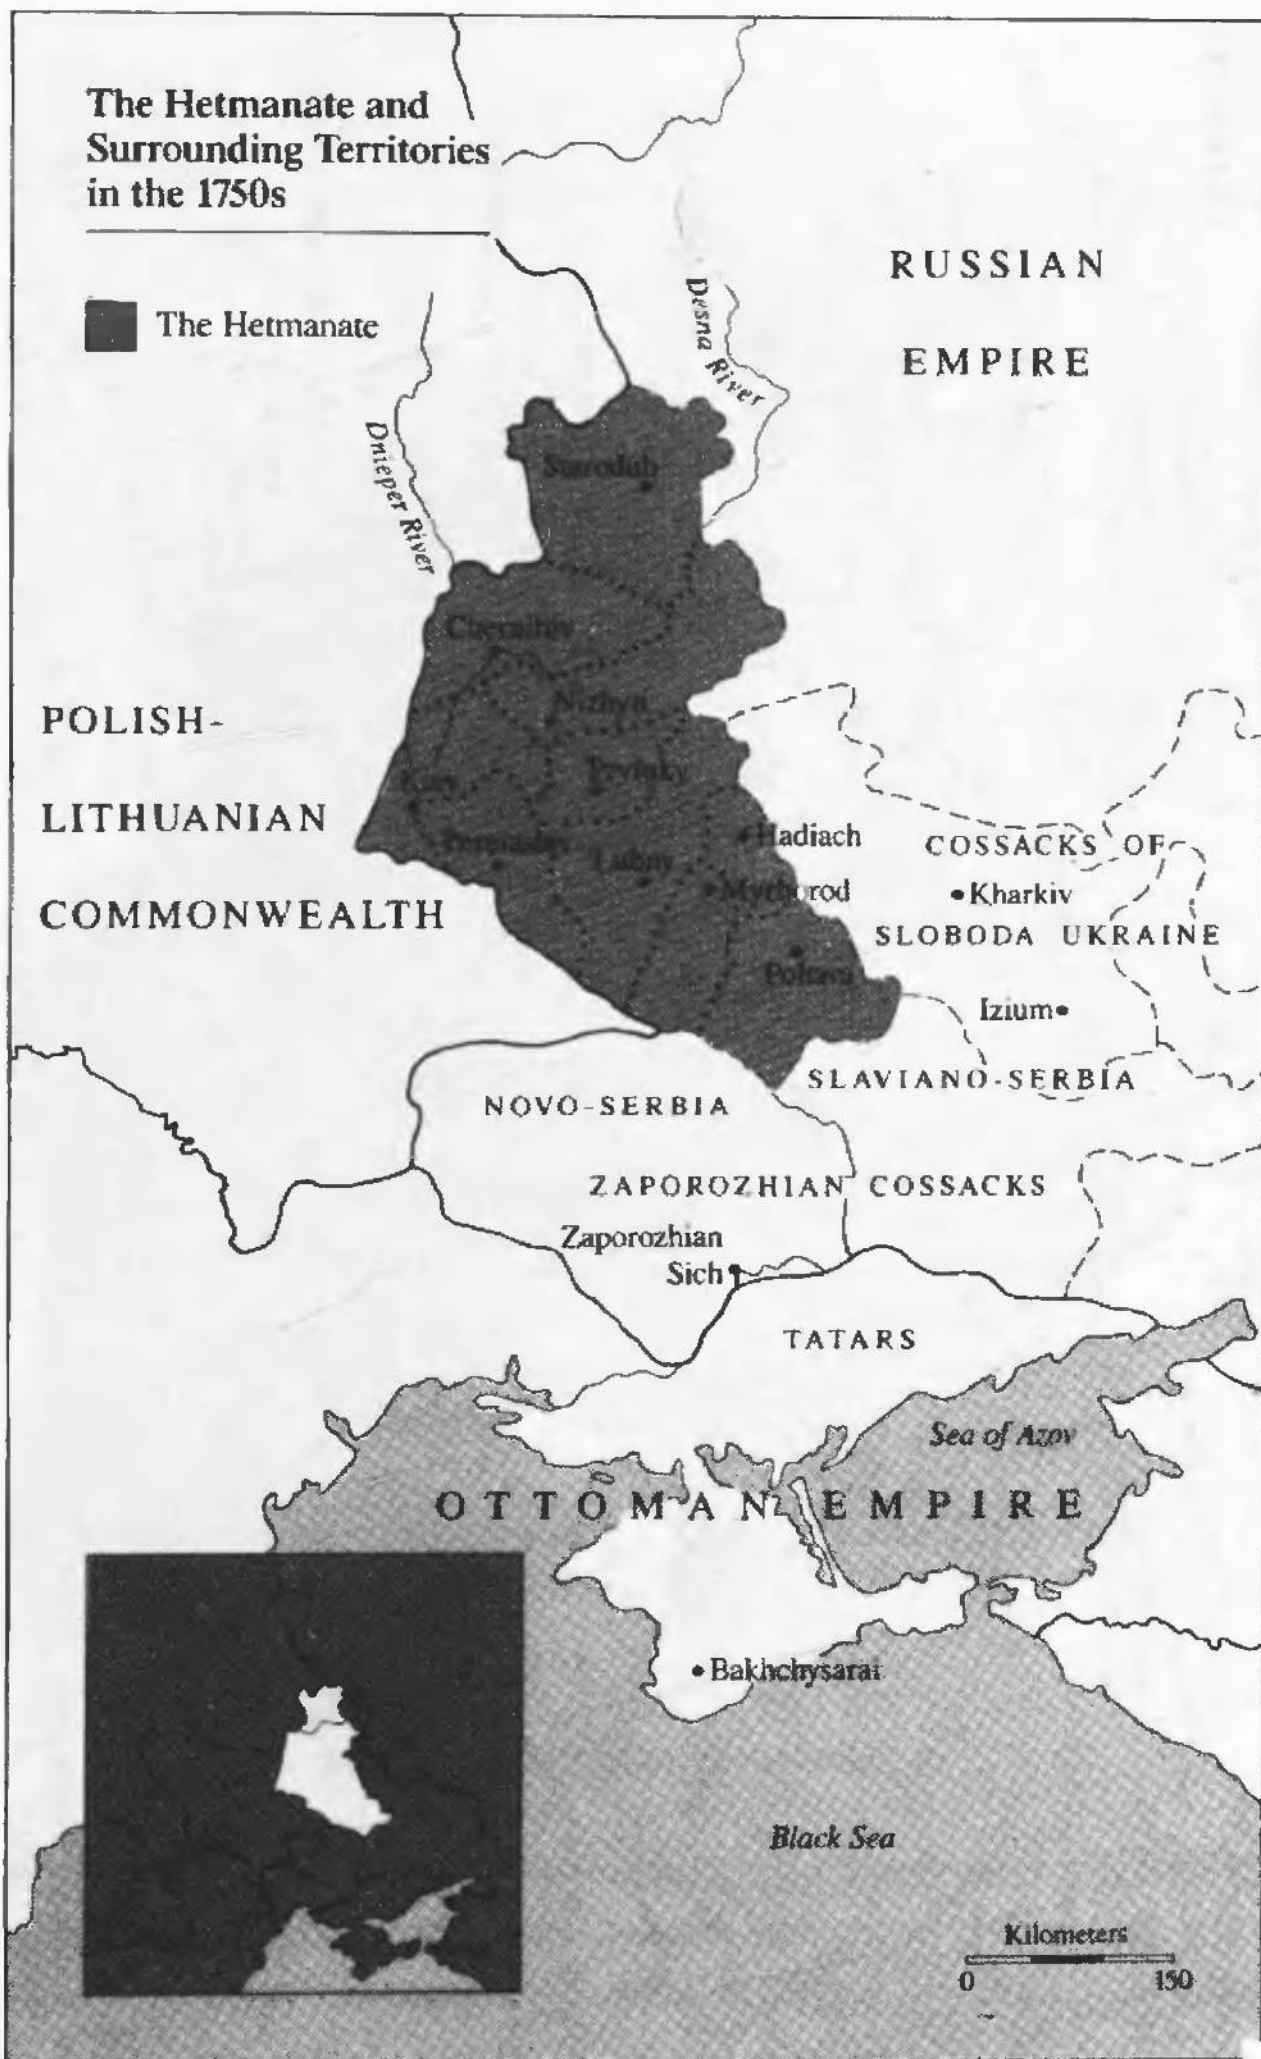 The Hetmanate and
Surrounding Territories
in the 1750s
The Hetmanate
RUSSIAN
EMPIRE
Desna River
Dnieper River
Starodub
Chernihiv
Nizhyn
POLISH-
LITHUANIAN
COMMONWEALTH
Kiev
Pryluky
Pereiaslav
Lubny
Hadiach
Myrhorod
Poltava
COSSACKS OF
Kharkiv
SLOBODA UKRAINE
Izium
SLAVIANO-SERBIA
NOVO-SERBIA
ZAPOROZHIAN COSSACKS
Zaporozhian
Sich
TATARS
Sea of Azov
OTTOMAN EMPIRE
Bakhchysarai
Black Sea
Kilometers
0 150